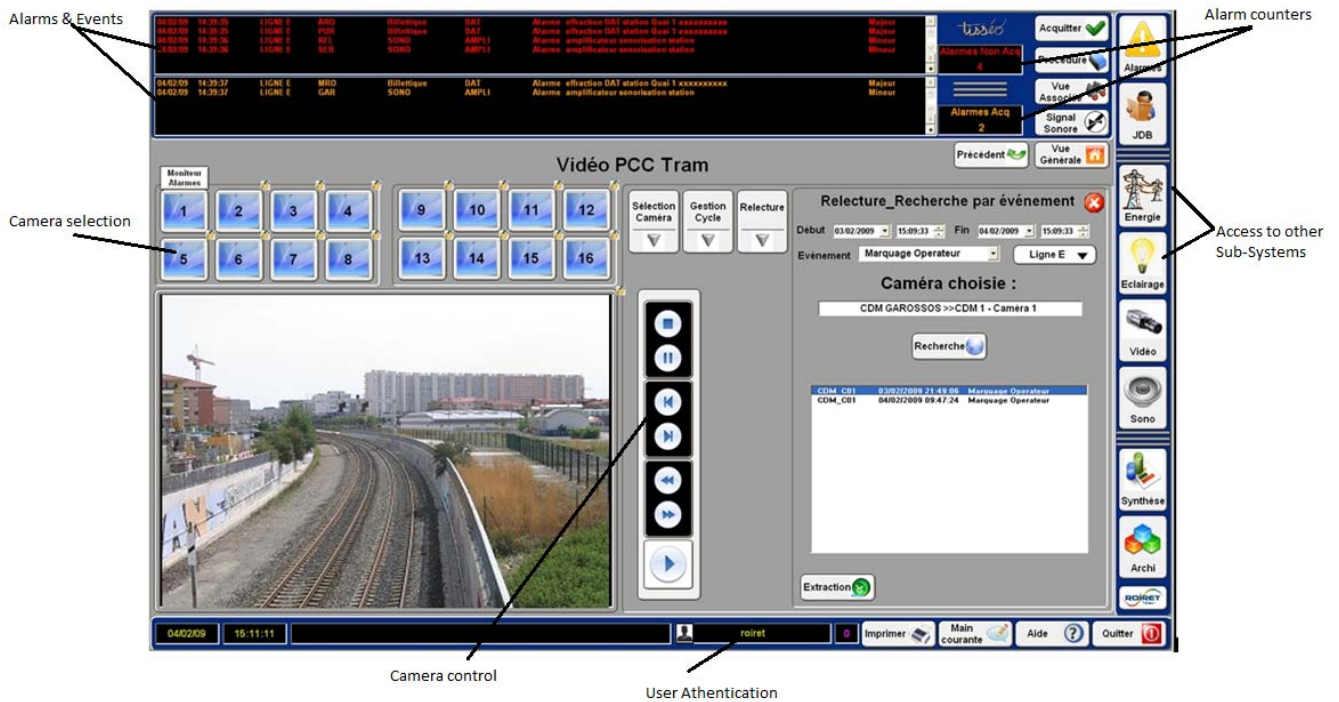 Alarms & Events
Alarm counters
04/02/09 14:39:35 LIGNE E ARO Billettique DAT Alarme effraction DAT station Quai 1 xxxxxxxxxx Majeur
04/02/09 14:39:35 LIGNE E PUR Billettique DAT Alarme effraction DAT station Quai 1 xxxxxxxxxx Majeur
04/02/09 14:39:36 LIGNE E REL SONO AMPLI Alarme amplificateur sonorisation station Mineur
04/02/09 14:39:36 LIGNE E SER SONO AMPLI Alarme amplificateur sonorisation station Mineur
04/02/09 14:39:37 LIGNE E MRO Billettique DAT Alarme effraction DAT station Quai 1 xxxxxxxxxx Majeur
04/02/09 14:39:37 LIGNE E GAR SONO AMPLI Alarme amplificateur sonorisation station Mineur
tisséo
Alarmes Non Acq
4
Alarmes Acq
2
Acquitter
Procédure
Vue
Associée
Signal
Sonore
Alarmes
JDB
Vidéo PCC Tram
Précédent
Vue
Générale
Moniteur
Alarmes
1 2 3 4 9 10 11 12
5 6 7 8 13 14 15 16
Camera selection
Sélection
Caméra
Gestion
Cycle
Relecture
Relecture_Recherche par événement
Début 03/02/2009 15:09:33 Fin 04/02/2009 15:09:33
Evénement Marquage Operateur Ligne E
Caméra choisie :
CDM GAROSSOS >>CDM 1 - Caméra 1
Recherche
CDM_C01 03/02/2009 21:49:06 Marquage Operateur
CDM_C01 04/02/2009 09:47:24 Marquage Operateur
Extraction
Energie
Eclairage
Vidéo
Sono
Synthèse
Archi
ROIRET
Access to other
Sub-Systems
04/02/09 15:11:11 roiret 0
Imprimer
Main
courante
Aide
Quitter
Camera control
User Athentication